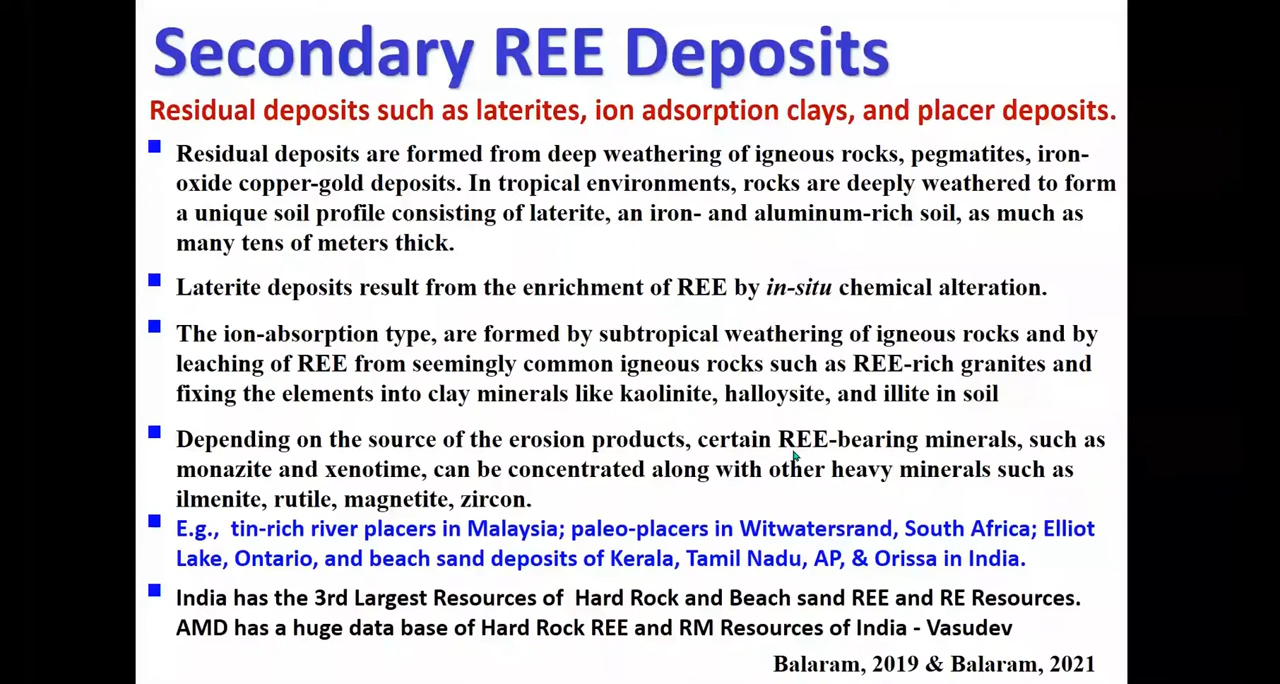 Secondary REE Deposits
Residual deposits such as laterites, ion adsorption clays, and placer deposits.
Residual deposits are formed from deep weathering of igneous rocks, pegmatites, iron-
oxide copper-gold deposits. In tropical environments, rocks are deeply weathered to form
a unique soil profile consisting of laterite, an iron- and aluminum-rich soil, as much as
many tens of meters thick.
Laterite deposits result from the enrichment of REE by in-situ chemical alteration.
The ion-absorption type, are formed by subtropical weathering of igneous rocks and by
leaching of REE from seemingly common igneous rocks such as REE-rich granites and
fixing the elements into clay minerals like kaolinite, halloysite, and illite in soil
Depending on the source of the erosion products, certain REE-bearing minerals, such as
monazite and xenotime, can be concentrated along with other heavy minerals such as
ilmenite, rutile, magnetite, zircon.
E.g., tin-rich river placers in Malaysia; paleo-placers in Witwatersrand, South Africa; Elliot
Lake, Ontario, and beach sand deposits of Kerala, Tamil Nadu, AP, & Orissa in India.
India has the 3rd Largest Resources of Hard Rock and Beach sand REE and RE Resources.
AMD has a huge data base of Hard Rock REE and RM Resources of India - Vasudev
Balaram, 2019 & Balaram, 2021